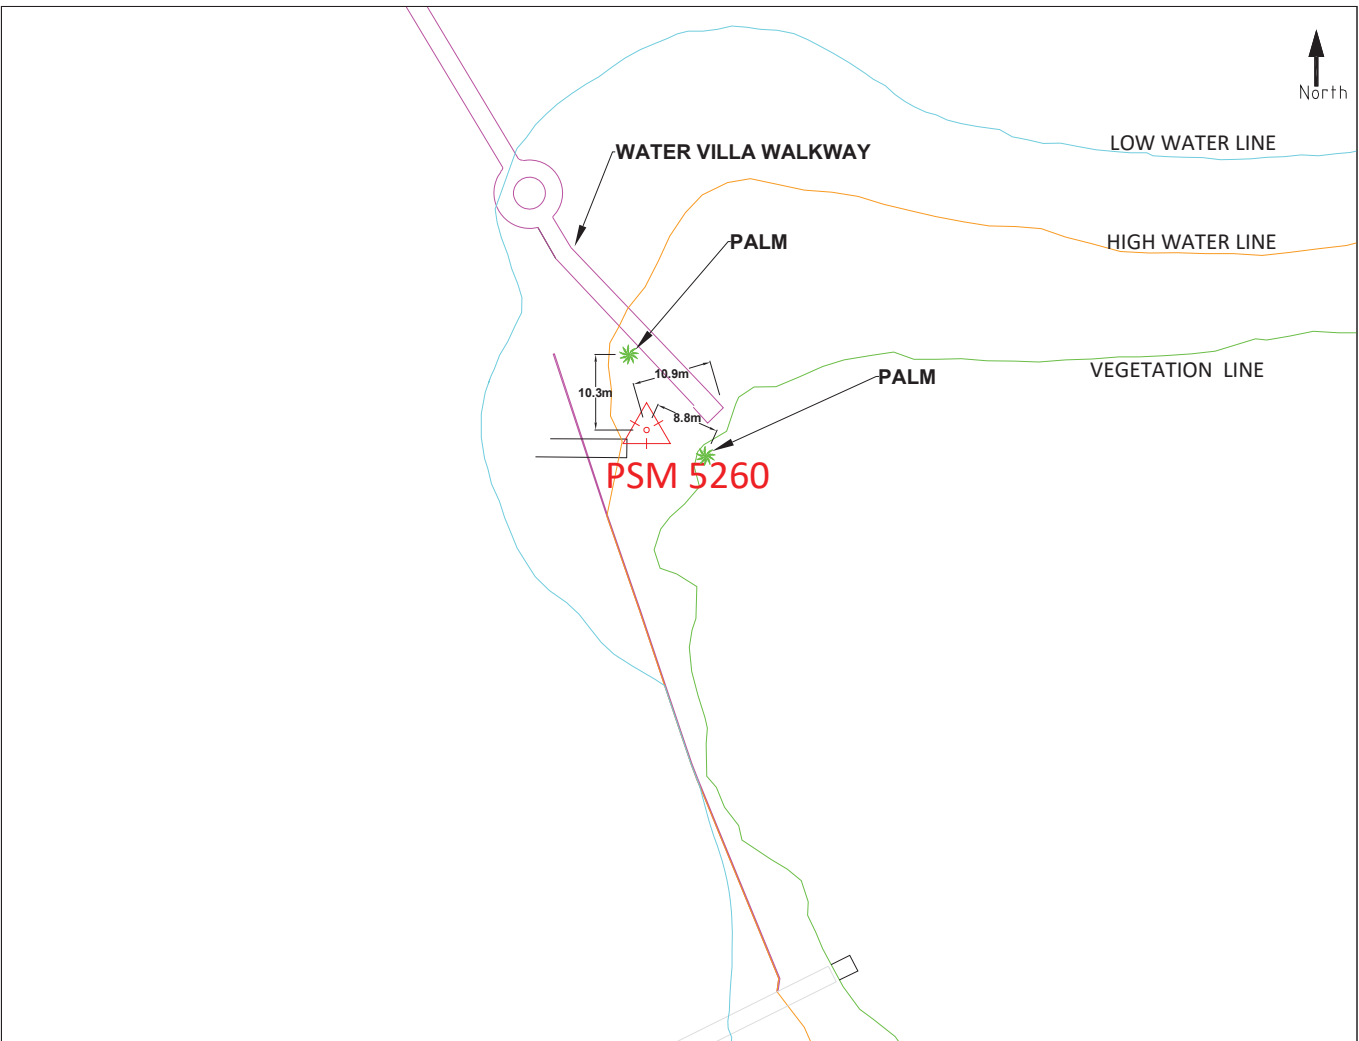 North
LOW WATER LINE
WATER VILLA WALKWAY
PALM
HIGH WATER LINE
VEGETATION LINE
10.9m
PALM
10.3m
8.8m
PSM 5260